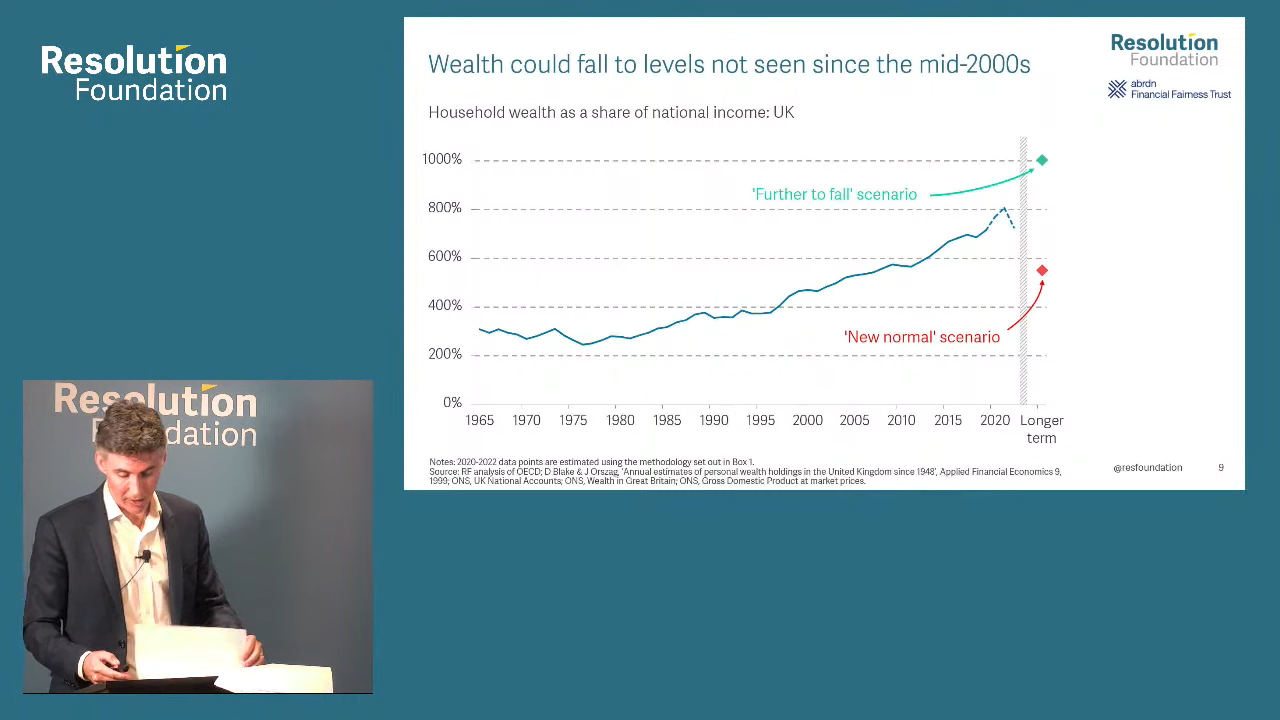 Resolution
Foundation
Wealth could fall to levels not seen since the mid-2000s
Resolution
Foundation
abrdn
Financial Fairness Trust
Household wealth as a share of national income: UK
1000%
800%
600%
400%
200%
0%
'Further to fall' scenario
'New normal' scenario
1965 1970 1975 1980 1985 1990 1995 2000 2005 2010 2015 2020 Longer
term
Notes: 2020-2022 data points are estimated using the methodology set out in Box 1.
Source: RF analysis of OECD; D Blake & J Orszag, 'Annual estimates of personal wealth holdings in the United Kingdom since 1948', Applied Financial Economics 9,
1999; ONS, UK National Accounts; ONS, Wealth in Great Britain; ONS, Gross Domestic Product at market prices.
@resfoundation 9
Resolution
Foundation